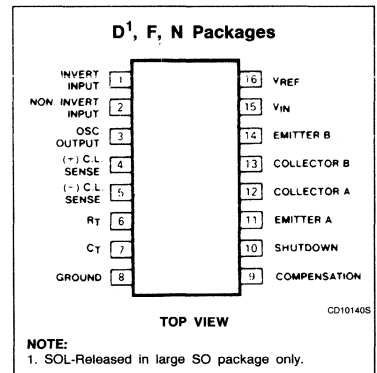 D1, F, N Packages
INVERT
INPUT
1
NON INVERT
INPUT
2
OSC
OUTPUT
3
(+) C.L.
SENSE
4
(-) C.L.
SENSE
5
RT
6
CT
7
GROUND
8
16
VREF
15
VIN
14
EMITTER B
13
COLLECTOR B
12
COLLECTOR A
11
EMITTER A
10
SHUTDOWN
9
COMPENSATION
CD10140S
TOP VIEW
NOTE:
1. SOL-Released in large SO package only.